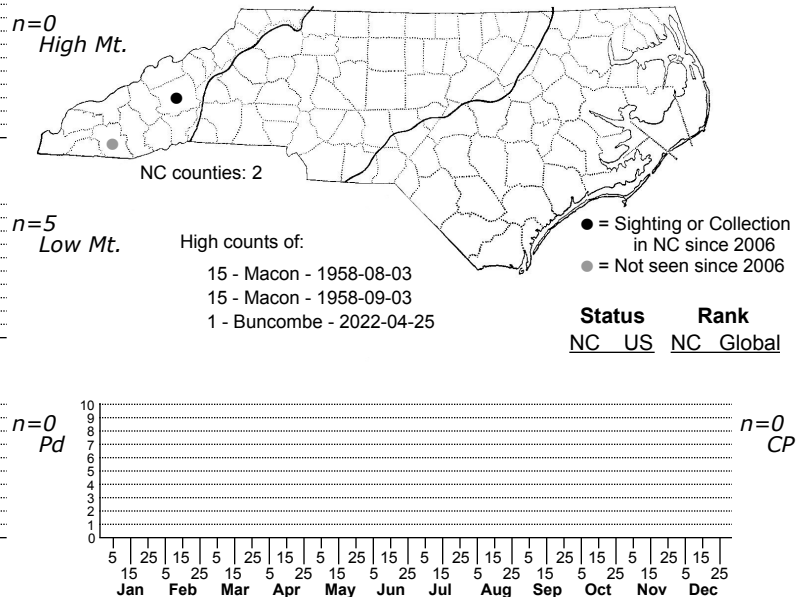 n=0
High Mt.
NC counties: 2
n=5
Low Mt.
High counts of:
15 - Macon - 1958-08-03
15 - Macon - 1958-09-03
1 - Buncombe - 2022-04-25
● = Sighting or Collection
in NC since 2006
● = Not seen since 2006
Status Rank
NC US NC Global
n=0
Pd
10
9
8
7
6
5
4
3
2
1
0
n=0
CP
5 25 15 5 25 15 5 25 15 5 25 15 5 25 15 5 25 15
15 5 25 15 5 25 15 5 25 15 5 25 15 5 25 15 5 25
Jan Feb Mar Apr May Jun Jul Aug Sep Oct Nov Dec